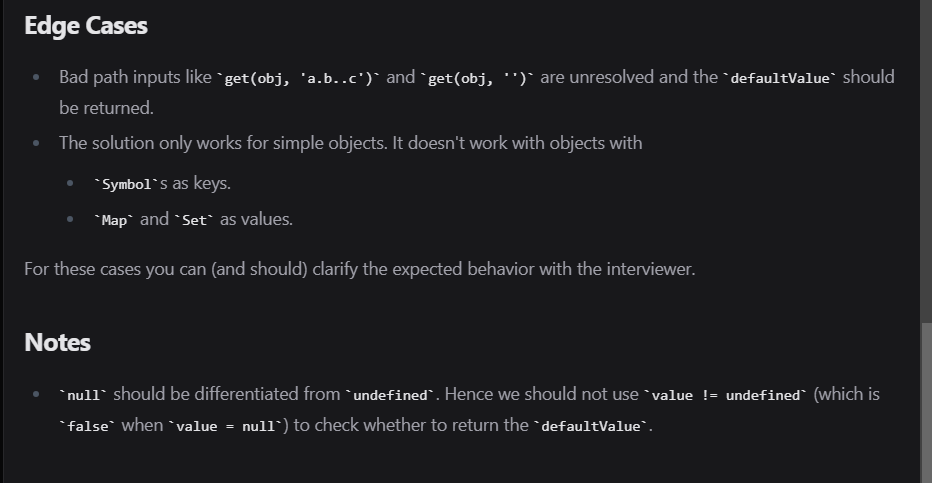 Edge Cases
Bad path inputs like `get(obj, 'a.b..c')` and `get(obj, '')` are unresolved and the `defaultValue` should
be returned.
The solution only works for simple objects. It doesn't work with objects with
`Symbol`s as keys.
`Map` and `Set` as values.
For these cases you can (and should) clarify the expected behavior with the interviewer.
Notes
`null` should be differentiated from `undefined`. Hence we should not use `value != undefined` (which is
`false` when `value = null`) to check whether to return the `defaultValue`.